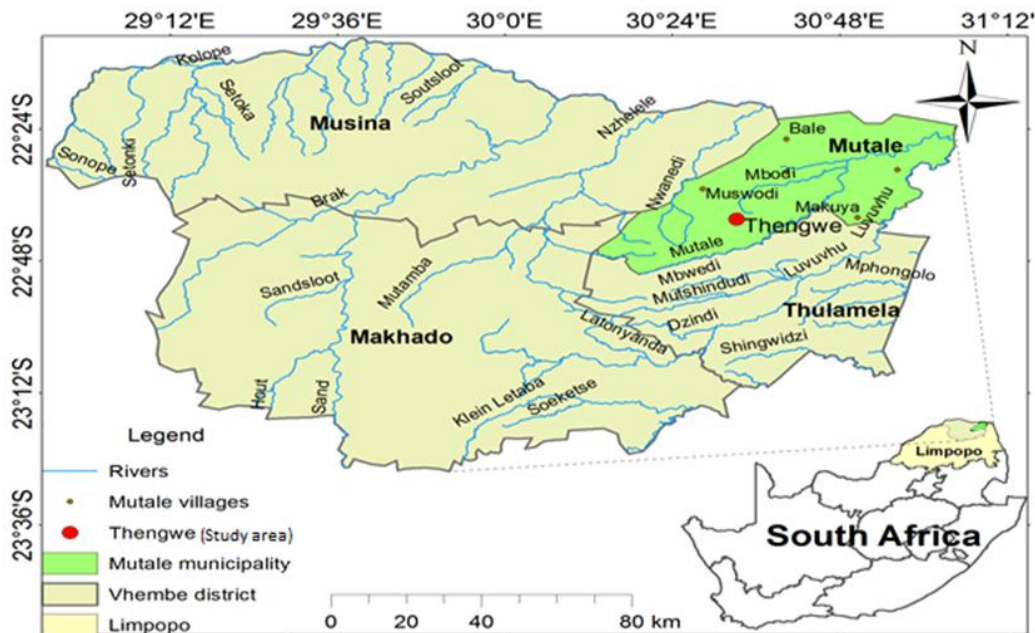 29°12'E 29°36'E 30°0'E 30°24'E 30°48'E 31°12'E
N
22°24'S
22°48'S
23°12'S
23°36'S
Kolope
Setoka
Soutsloot
Musina
Nzhelele
Bale
Mutale
Sonope
Setonki
Mbodi
Nwanedi
Muswodi
Brak
Makuya
Thengwe
Luvuvhu
Mutale
Sandsloot
Mutamba
Mbwedi
Luvuvhu
Mphongolo
Mutshindudi
Makhado
Dzindi
Thulamela
Latonyanda
Shingwidzi
Hout
Sand
Klein Letaba
Soeketse
Legend
Rivers
Mutale villages
Thengwe (Study area)
Mutale municipality
Vhembe district
Limpopo
0 20 40 80 km
Limpopo
South Africa